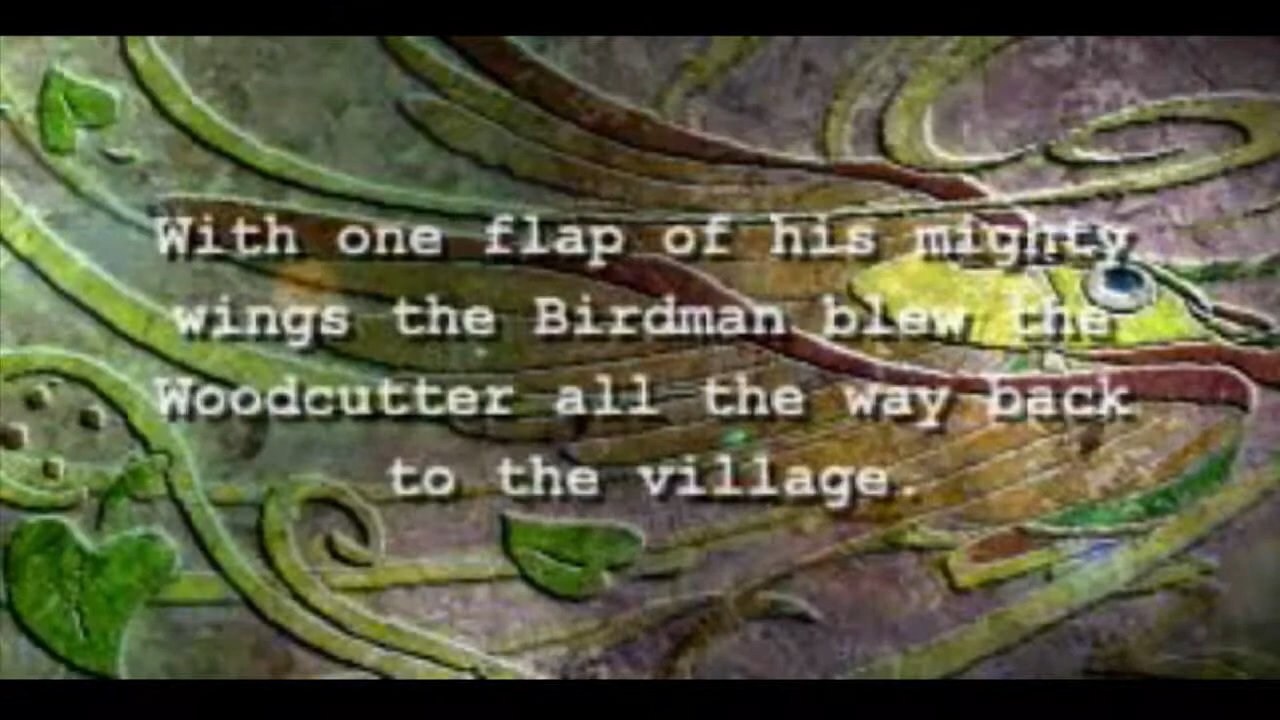 With one flap of his mighty
wings the Birdman blew the
Woodcutter all the way back
to the village.